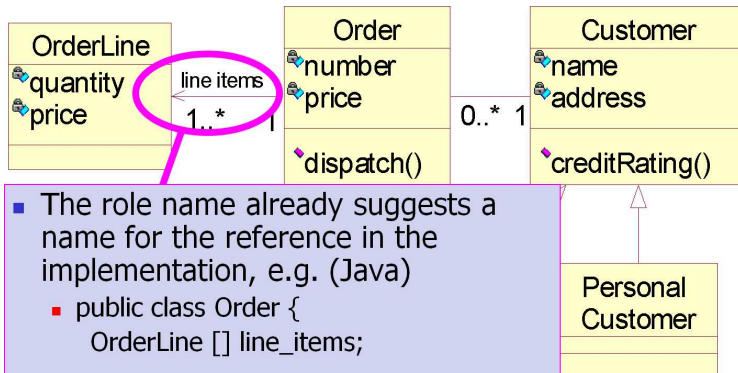 OrderLine
quantity
price
line items
1..* 1
Order
number
price
dispatch()
0..* 1
Customer
name
address
creditRating()
The role name already suggests a
name for the reference in the
implementation, e.g. (Java)
public class Order {
OrderLine [] line_items;
Personal
Customer